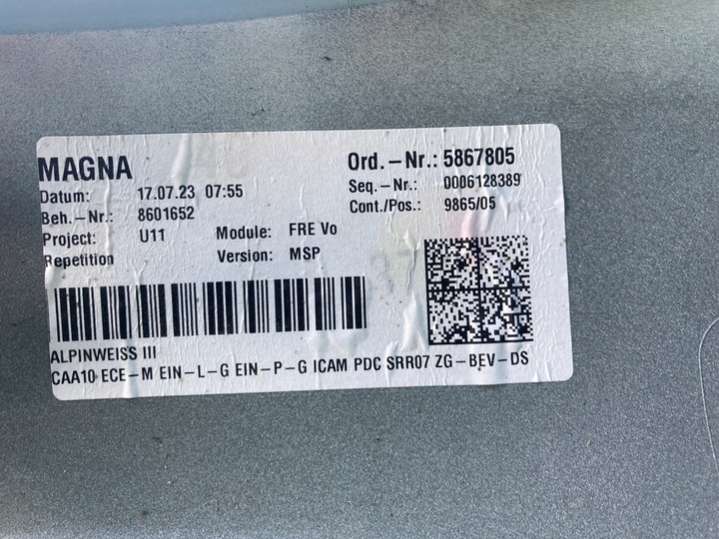 MAGNA
Ord.-Nr.: 5867805
Datum: 17.07.23 07:55
Seq.-Nr.: 0006128389
Beh.-Nr.: 8601652
Cont./Pos.: 9865/05
Project: U11 Module: FRE Vo
Repetition Version: MSP
ALPINWEISS III
CAA10 ECE-M EIN-L-G EIN-P-G ICAM PDC SRR07 ZG-BEV-DS